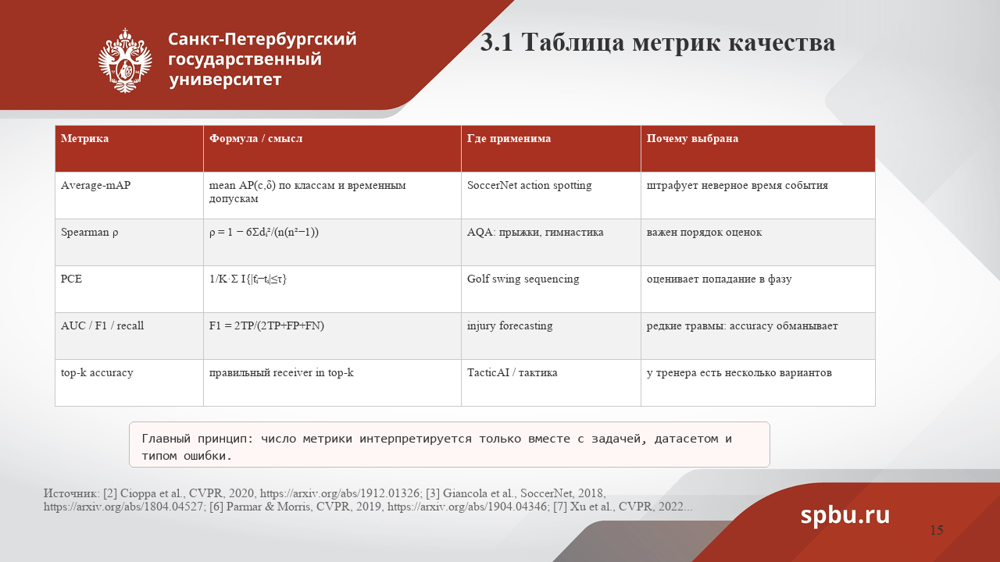 Санкт-Петербургский
государственный
университет
3.1 Таблица метрик качества
Метрика
Формула / смысл
Где применима
Почему выбрана
Average-mAP
mean AP(c,δ) по классам и временным
допускам
SoccerNet action spotting
штрафует неверное время события
Spearman ρ
ρ = 1 − 6Σdᵢ²/(n(n²−1))
AQA: прыжки, гимнастика
важен порядок оценок
PCE
1/K·Σ I{|fᵢ−tᵢ|≤τ}
Golf swing sequencing
оценивает попадание в фазу
AUC / F1 / recall
F1 = 2TP/(2TP+FP+FN)
injury forecasting
редкие травмы: accuracy обманывает
top-k accuracy
правильный receiver in top-k
TacticAI / тактика
у тренера есть несколько вариантов
Главный принцип: число метрики интерпретируется только вместе с задачей, датасетом и
типом ошибки.
Источник: [2] Cioppa et al., CVPR, 2020, https://arxiv.org/abs/1912.01326; [3] Giancola et al., SoccerNet, 2018,
https://arxiv.org/abs/1804.04527; [6] Parmar & Morris, CVPR, 2019, https://arxiv.org/abs/1904.04346; [7] Xu et al., CVPR, 2022...
spbu.ru
15